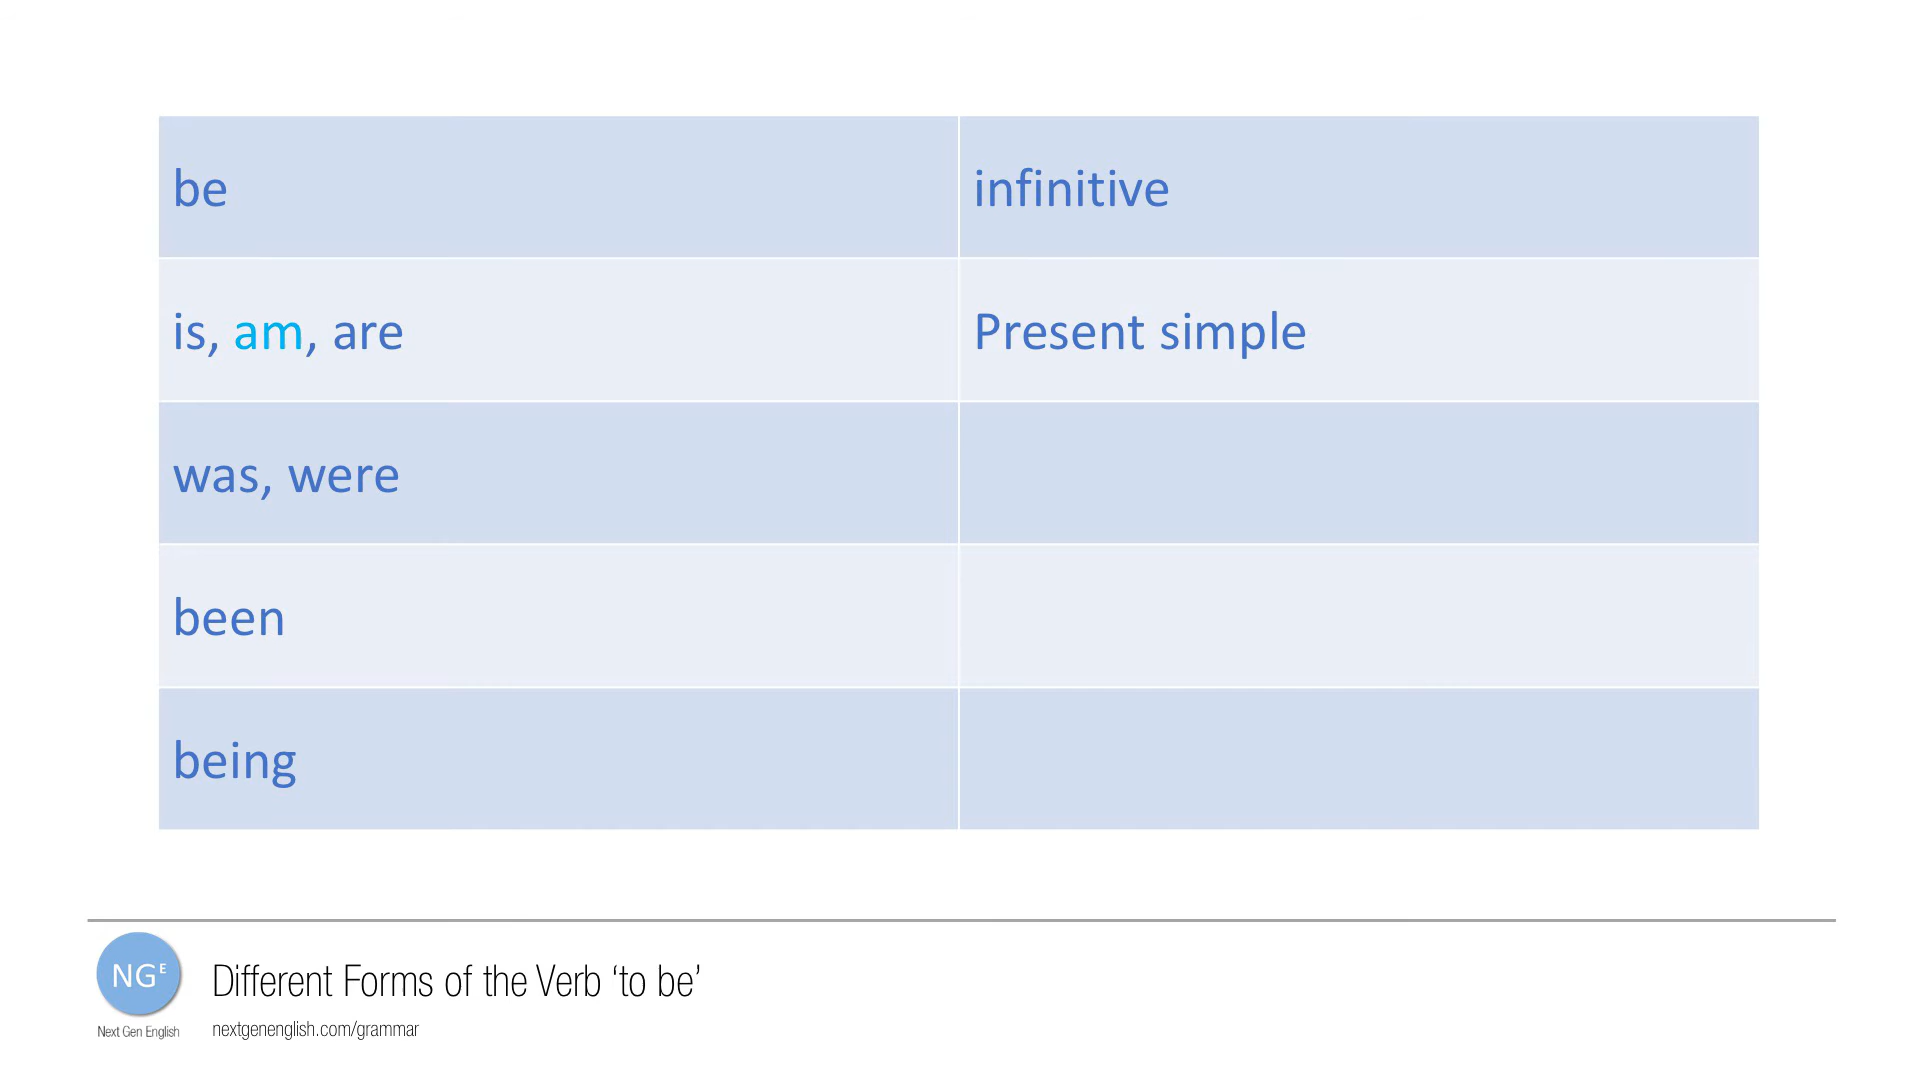 be infinitive
is, am, are Present simple
was, were
been
being
NGE
Next Gen English
Different Forms of the Verb ‘to be’
nextgenenglish.com/grammar